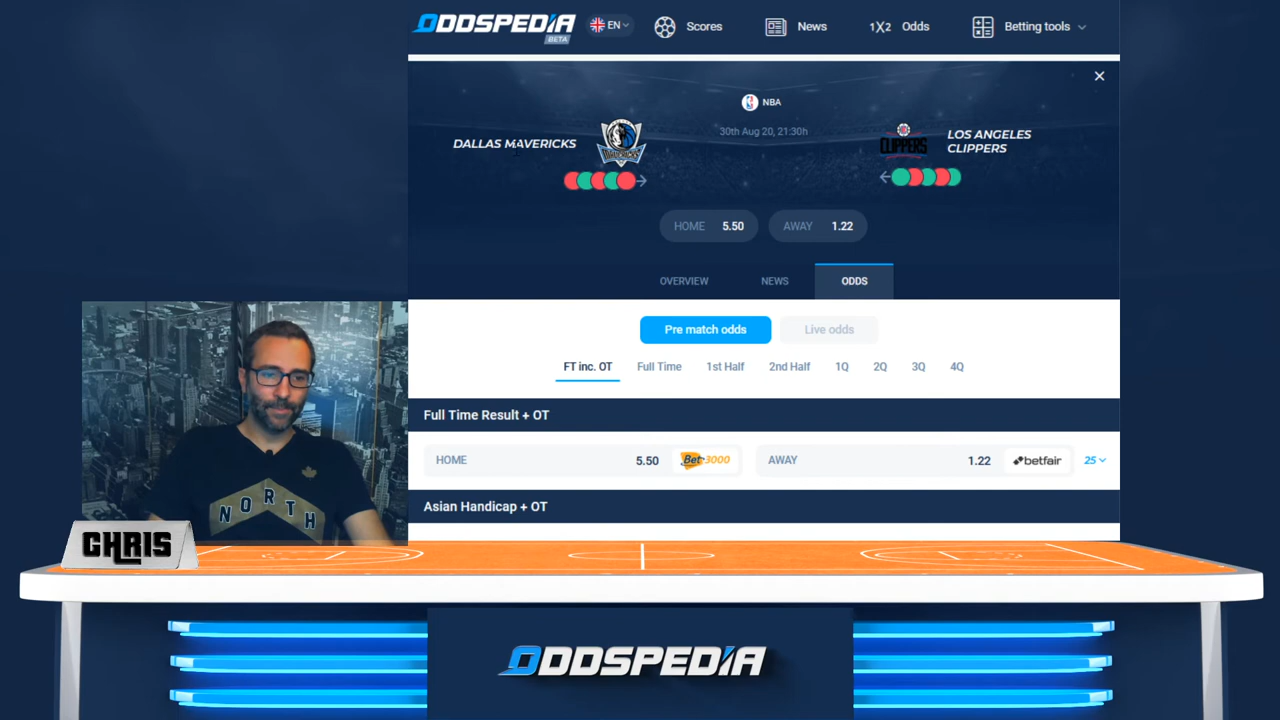 ODDSPEDIA
BETA
EN
Scores
News
1X2 Odds
Betting tools
NBA
30th Aug 20, 21:30h
DALLAS MAVERICKS
MAVERICKS
CLIPPERS
LOS ANGELES
CLIPPERS
HOME 5.50
AWAY 1.22
OVERVIEW
NEWS
ODDS
Pre match odds
Live odds
FT inc. OT
Full Time
1st Half
2nd Half
1Q
2Q
3Q
4Q
Full Time Result + OT
HOME 5.50 Bet3000
AWAY 1.22 betfair 25
Asian Handicap + OT
NORTH
CHRIS
ODDSPEDIA